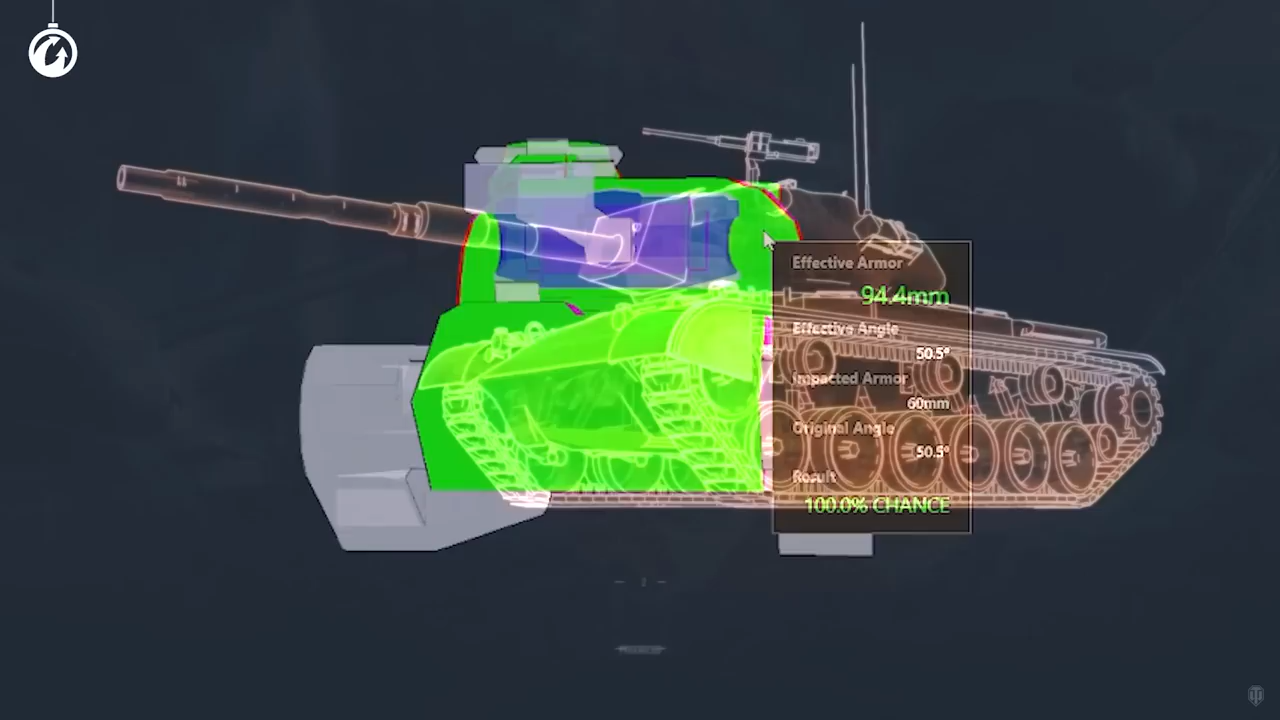 Effective Armor
94.4mm
Effective Angle
50.5°
Impacted Armor
60mm
Original Angle
50.5°
Result
100.0% CHANCE